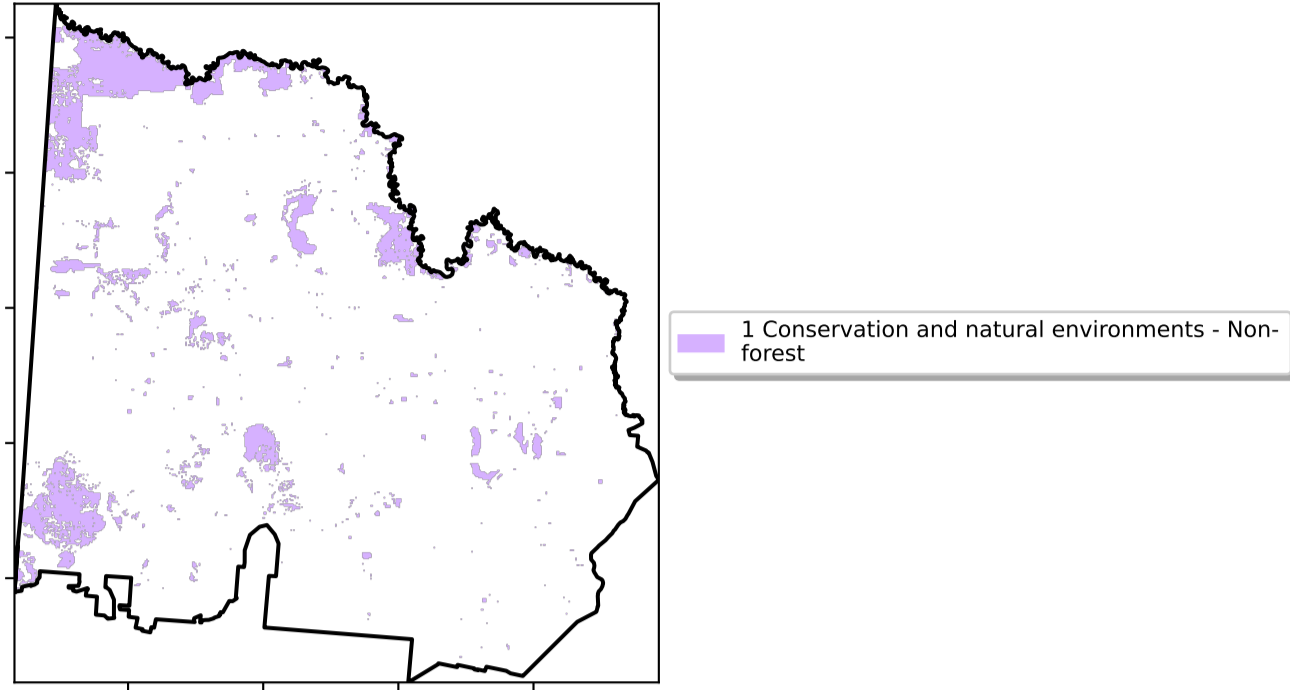 1 Conservation and natural environments - Non-
forest